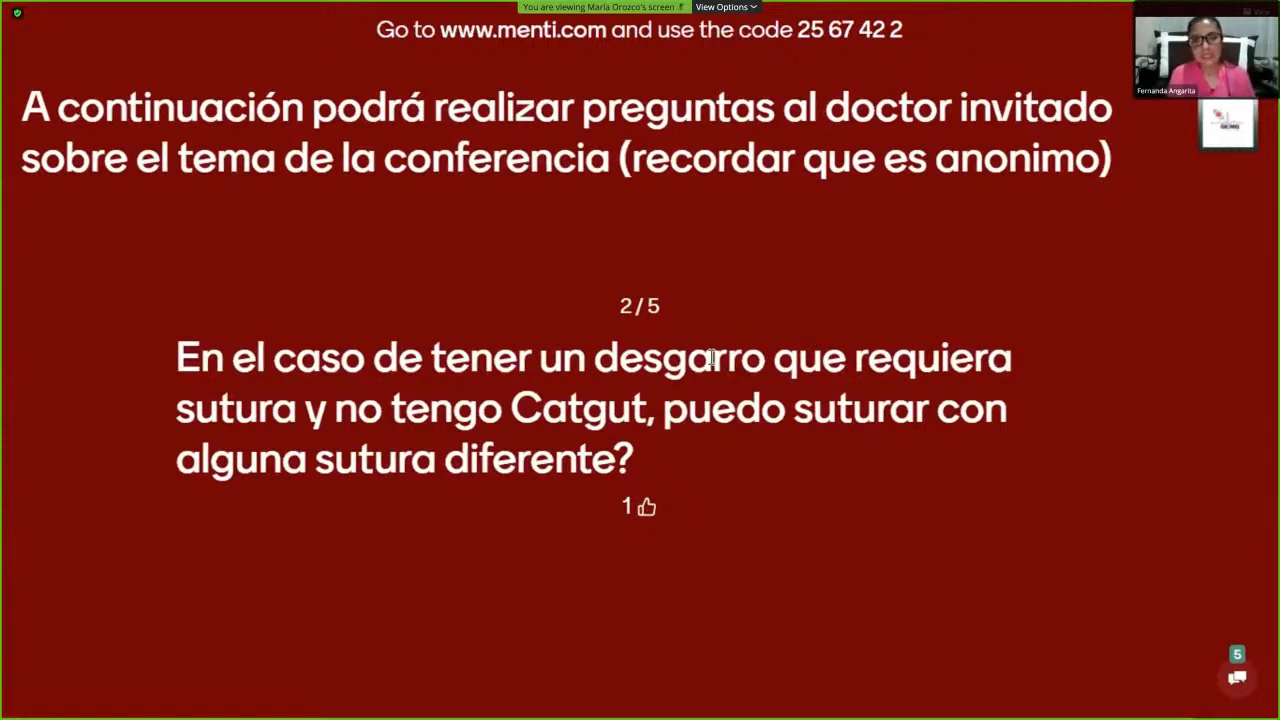 You are viewing María Orozco's screen
View Options
View
Go to www.menti.com and use the code 25 67 42 2
Fernanda Angarita
A continuación podrá realizar preguntas al doctor invitado
sobre el tema de la conferencia (recordar que es anonimo)
2/5
En el caso de tener un desgarro que requiera
sutura y no tengo Catgut, puedo suturar con
alguna sutura diferente?
1
5